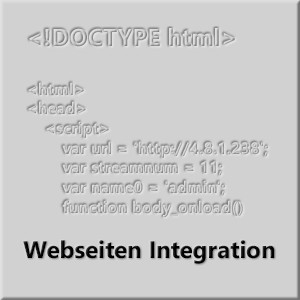 <!DOCTYPE html>
<html>
<head>
<script>
var url = 'http://4.8.1.238';
var streamnum = 11;
var name0 = 'admin';
function body_onload()
Webseiten Integration